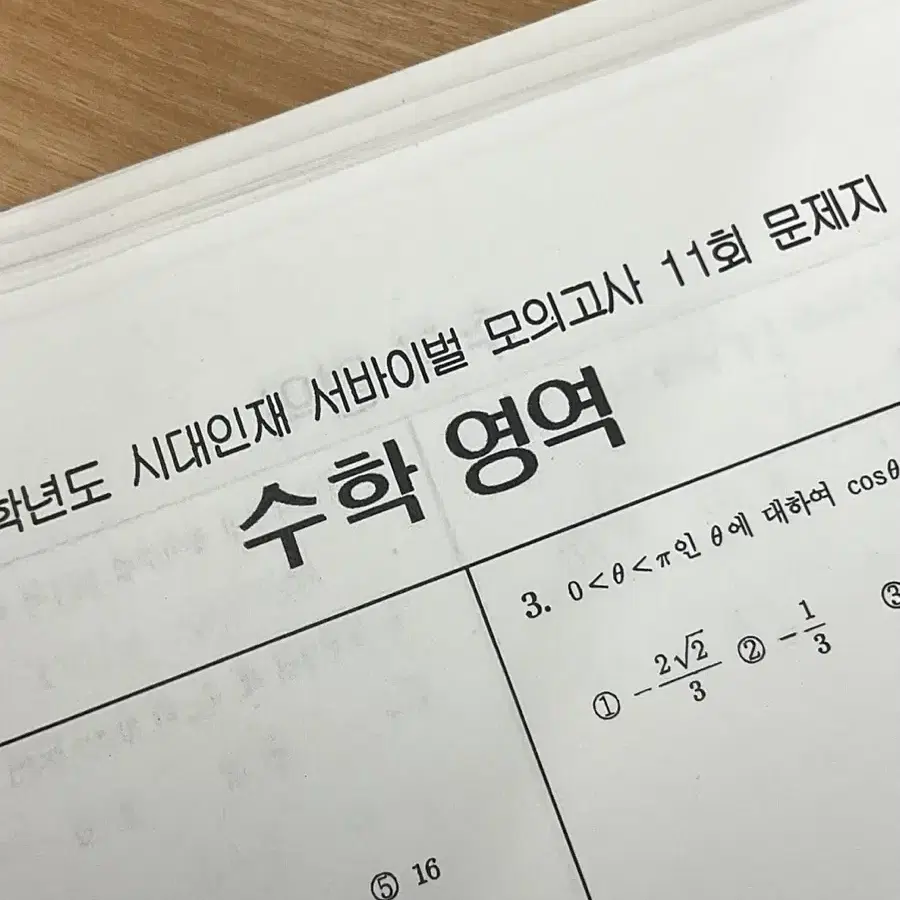 학년도 시대인재 서바이벌 모의고사 11회 문제지
수학 영역
⑤ 16
3. 0<θ<π인 θ에 대하여 cosθ
① -2√2/3 ② -1/3 ③